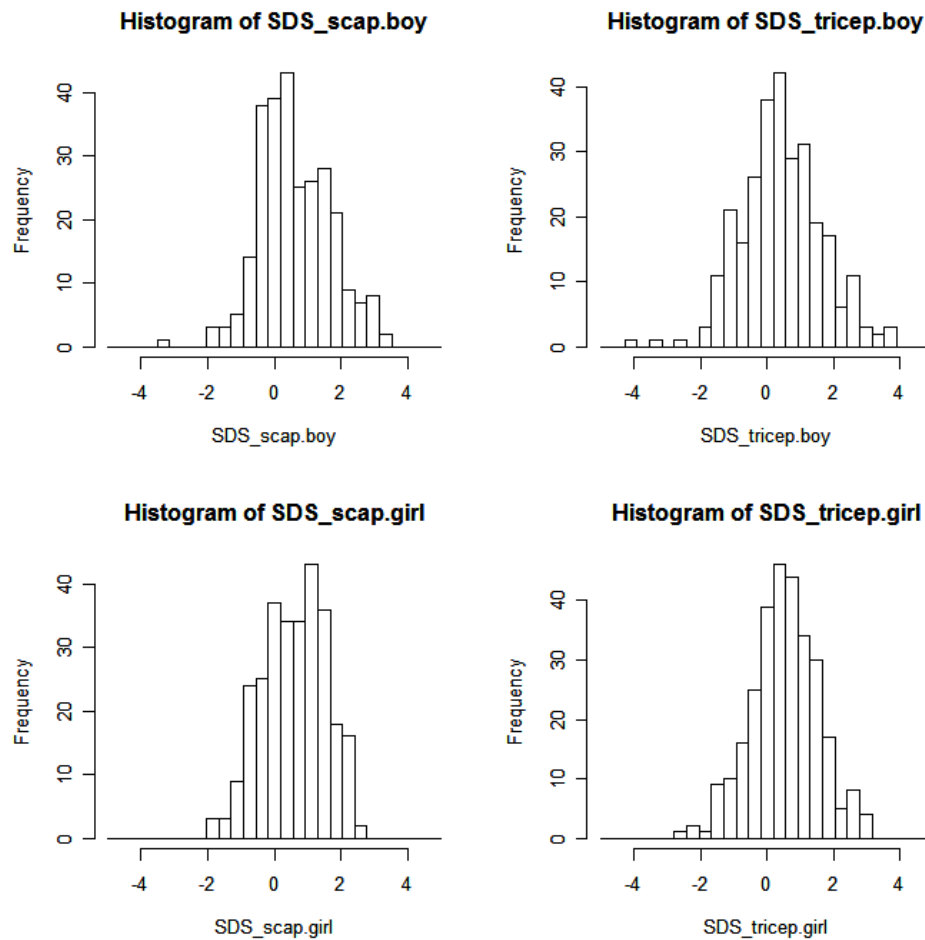 Histogram of SDS_scap.boy
Frequency
40
30
20
10
0
-4 -2 0 2 4
SDS_scap.boy
Histogram of SDS_tricep.boy
Frequency
40
30
20
10
0
-4 -2 0 2 4
SDS_tricep.boy
Histogram of SDS_scap.girl
Frequency
40
30
20
10
0
-4 -2 0 2 4
SDS_scap.girl
Histogram of SDS_tricep.girl
Frequency
40
30
20
10
0
-4 -2 0 2 4
SDS_tricep.girl